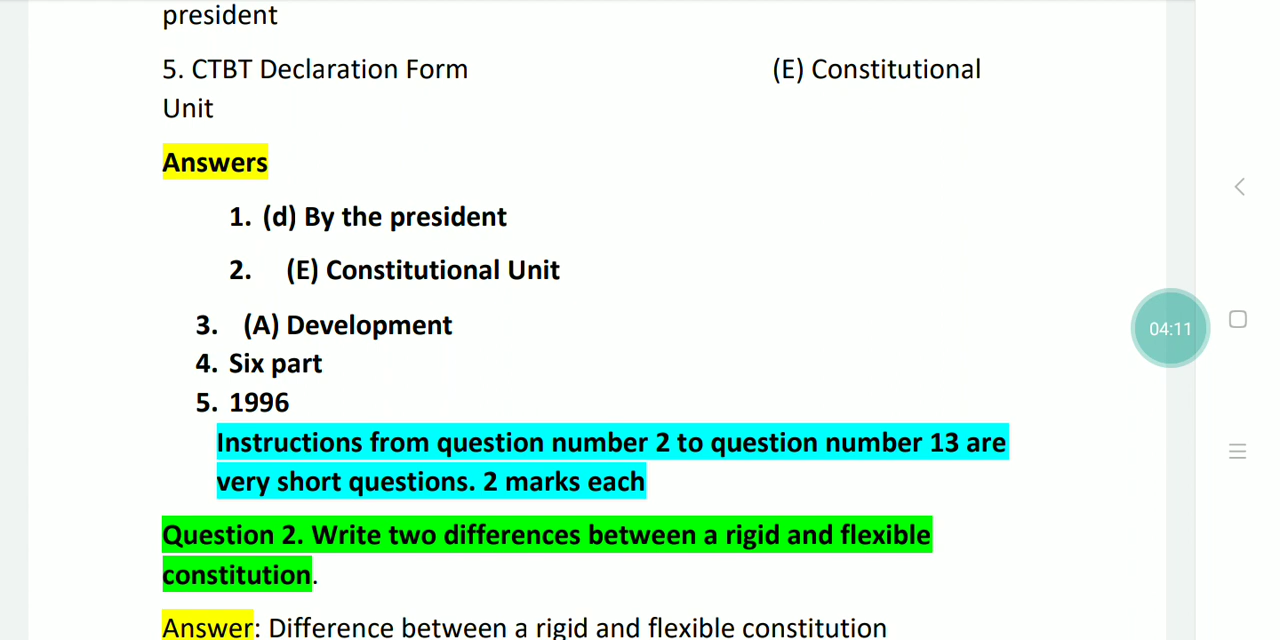 president
5. CTBT Declaration Form (E) Constitutional
Unit
Answers
1. (d) By the president
2. (E) Constitutional Unit
3. (A) Development
4. Six part
5. 1996
04:11
Instructions from question number 2 to question number 13 are
very short questions. 2 marks each
Question 2. Write two differences between a rigid and flexible
constitution.
Answer: Difference between a rigid and flexible constitution